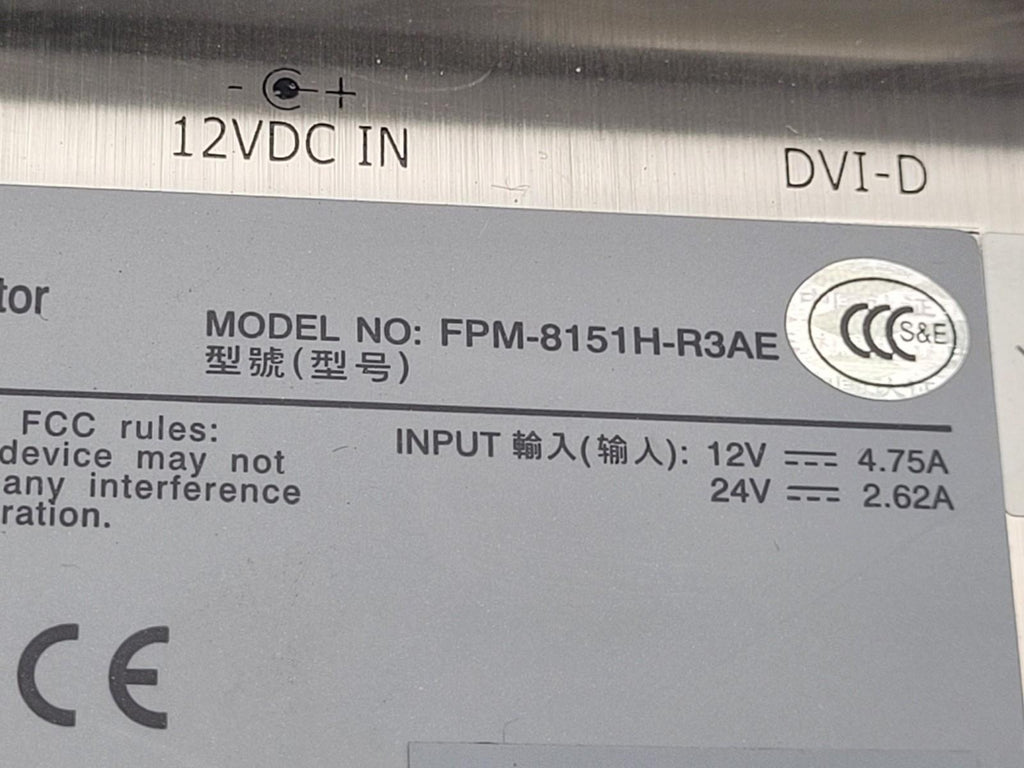 - +
12VDC IN
DVI-D
tor
MODEL NO: FPM-8151H-R3AE
型號(型号)
CCC S&E
FCC rules:
device may not
any interference
ration.
INPUT 輸入(输入): 12V ⎓ 4.75A
24V ⎓ 2.62A
CE